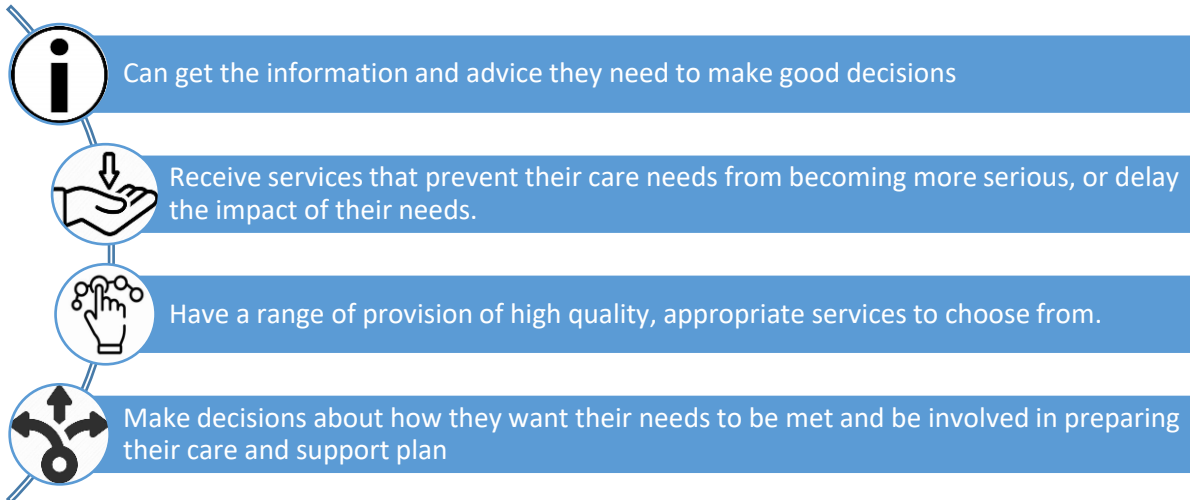 Can get the information and advice they need to make good decisions
Receive services that prevent their care needs from becoming more serious, or delay
the impact of their needs.
Have a range of provision of high quality, appropriate services to choose from.
Make decisions about how they want their needs to be met and be involved in preparing
their care and support plan